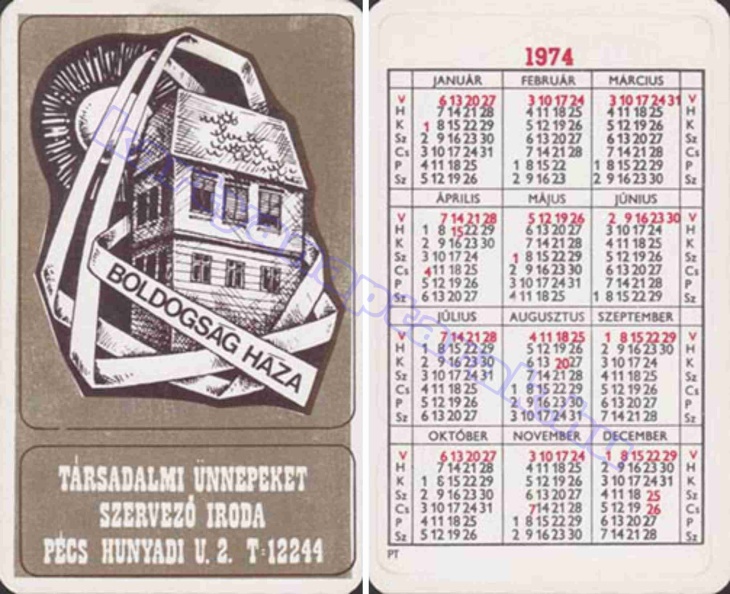 BOLDOGSÁG HÁZA
TÁRSADALMI ÜNNEPEKET
SZERVEZŐ IRODA
PÉCS HUNYADI U. 2. T:12244
1974
JANUÁR FEBRUÁR MÁRCIUS
V 6 13 20 27 3 10 17 24 3 10 17 24 31 V
H 7 14 21 28 4 11 18 25 4 11 18 25 H
K 1 8 15 22 29 5 12 19 26 5 12 19 26 K
Sz 2 9 16 23 30 6 13 20 27 6 13 20 27 Sz
Cs 3 10 17 24 31 7 14 21 28 7 14 21 28 Cs
P 4 11 18 25 1 8 15 22 1 8 15 22 29 P
Sz 5 12 19 26 2 9 16 23 2 9 16 23 30 Sz
ÁPRILIS MÁJUS JÚNIUS
V 7 14 21 28 5 12 19 26 2 9 16 23 30 V
H 1 8 15 22 29 6 13 20 27 3 10 17 24 H
K 2 9 16 23 30 7 14 21 28 4 11 18 25 K
Sz 3 10 17 24 1 8 15 22 29 5 12 19 26 Sz
Cs 4 11 18 25 2 9 16 23 30 6 13 20 27 Cs
P 5 12 19 26 3 10 17 24 31 7 14 21 28 P
Sz 6 13 20 27 4 11 18 25 1 8 15 22 29 Sz
JÚLIUS AUGUSZTUS SZEPTEMBER
V 7 14 21 28 4 11 18 25 1 8 15 22 29 V
H 1 8 15 22 29 5 12 19 26 2 9 16 23 30 H
K 2 9 16 23 30 6 13 20 27 3 10 17 24 K
Sz 3 10 17 24 31 7 14 21 28 4 11 18 25 Sz
Cs 4 11 18 25 1 8 15 22 29 5 12 19 26 Cs
P 5 12 19 26 2 9 16 23 30 6 13 20 27 P
Sz 6 13 20 27 3 10 17 24 31 7 14 21 28 Sz
OKTÓBER NOVEMBER DECEMBER
V 6 13 20 27 3 10 17 24 1 8 15 22 29 V
H 7 14 21 28 4 11 18 25 2 9 16 23 30 H
K 1 8 15 22 29 5 12 19 26 3 10 17 24 31 K
Sz 2 9 16 23 30 6 13 20 27 4 11 18 25 Sz
Cs 3 10 17 24 31 7 14 21 28 5 12 19 26 Cs
P 4 11 18 25 1 8 15 22 29 6 13 20 27 P
Sz 5 12 19 26 2 9 16 23 30 7 14 21 28 Sz
PT